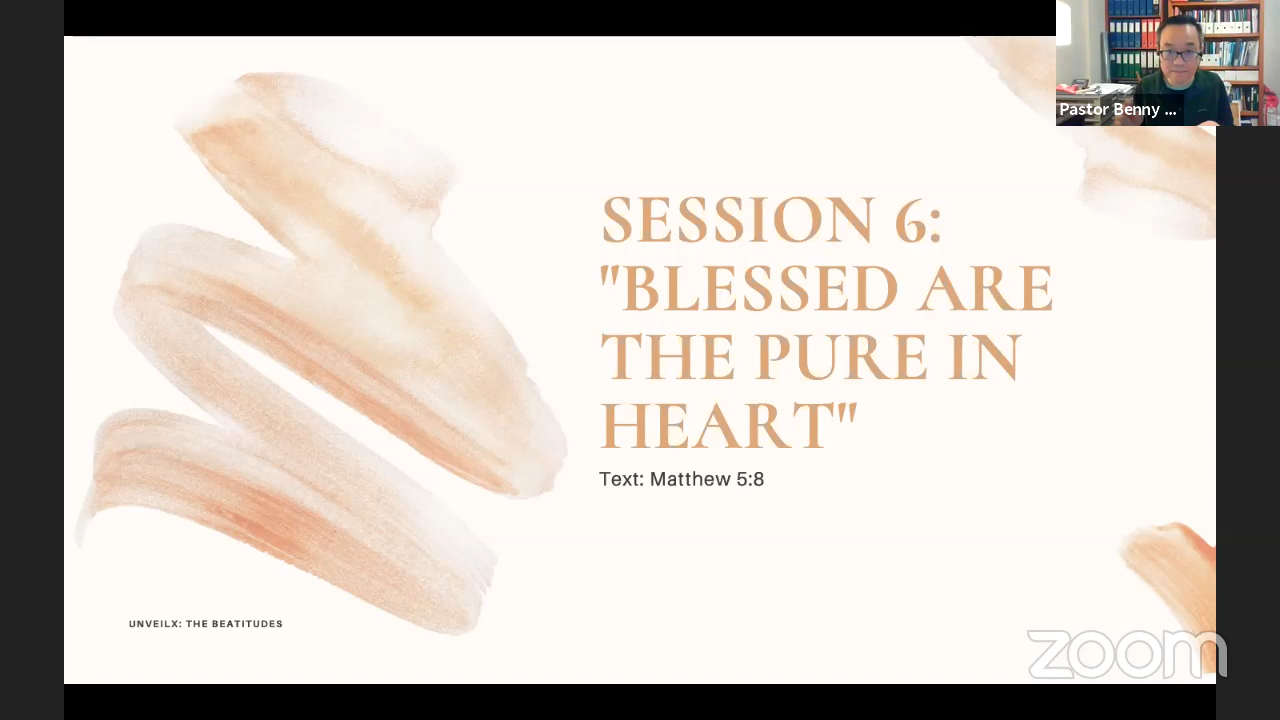 Pastor Benny ...
SESSION 6:
"BLESSED ARE
THE PURE IN
HEART"
Text: Matthew 5:8
UNVEILX: THE BEATITUDES
zoom